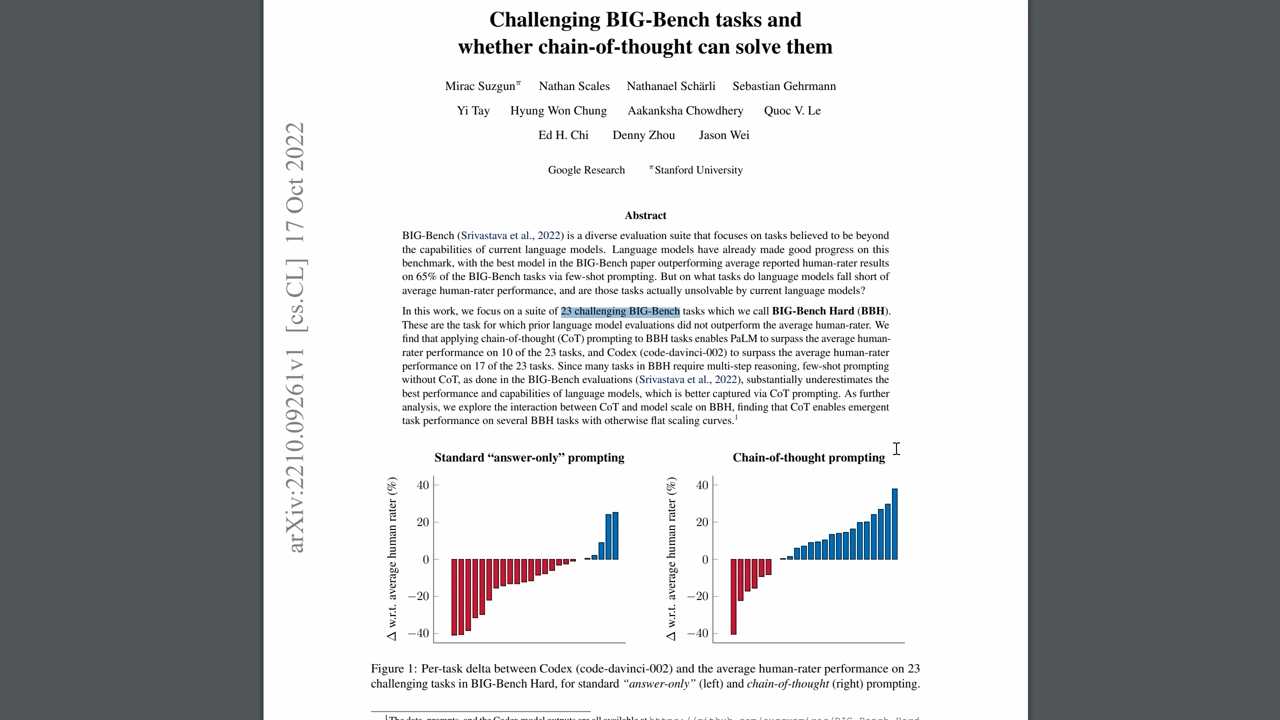 Challenging BIG-Bench tasks and
whether chain-of-thought can solve them
Mirac Suzgunπ Nathan Scales Nathanael Schärli Sebastian Gehrmann
Yi Tay Hyung Won Chung Aakanksha Chowdhery Quoc V. Le
Ed H. Chi Denny Zhou Jason Wei
Google Research πStanford University
arXiv:2210.09261v1 [cs.CL] 17 Oct 2022
Abstract
BIG-Bench (Srivastava et al., 2022) is a diverse evaluation suite that focuses on tasks believed to be beyond
the capabilities of current language models. Language models have already made good progress on this
benchmark, with the best model in the BIG-Bench paper outperforming average reported human-rater results
on 65% of the BIG-Bench tasks via few-shot prompting. But on what tasks do language models fall short of
average human-rater performance, and are those tasks actually unsolvable by current language models?
In this work, we focus on a suite of 23 challenging BIG-Bench tasks which we call BIG-Bench Hard (BBH).
These are the task for which prior language model evaluations did not outperform the average human-rater. We
find that applying chain-of-thought (CoT) prompting to BBH tasks enables PaLM to surpass the average human-
rater performance on 10 of the 23 tasks, and Codex (code-davinci-002) to surpass the average human-rater
performance on 17 of the 23 tasks. Since many tasks in BBH require multi-step reasoning, few-shot prompting
without CoT, as done in the BIG-Bench evaluations (Srivastava et al., 2022), substantially underestimates the
best performance and capabilities of language models, which is better captured via CoT prompting. As further
analysis, we explore the interaction between CoT and model scale on BBH, finding that CoT enables emergent
task performance on several BBH tasks with otherwise flat scaling curves.1
Standard “answer-only” prompting
Δ w.r.t. average human rater (%)
40
20
0
−20
−40
Chain-of-thought prompting
Δ w.r.t. average human rater (%)
40
20
0
−20
−40
Figure 1: Per-task delta between Codex (code-davinci-002) and the average human-rater performance on 23
challenging tasks in BIG-Bench Hard, for standard “answer-only” (left) and chain-of-thought (right) prompting.